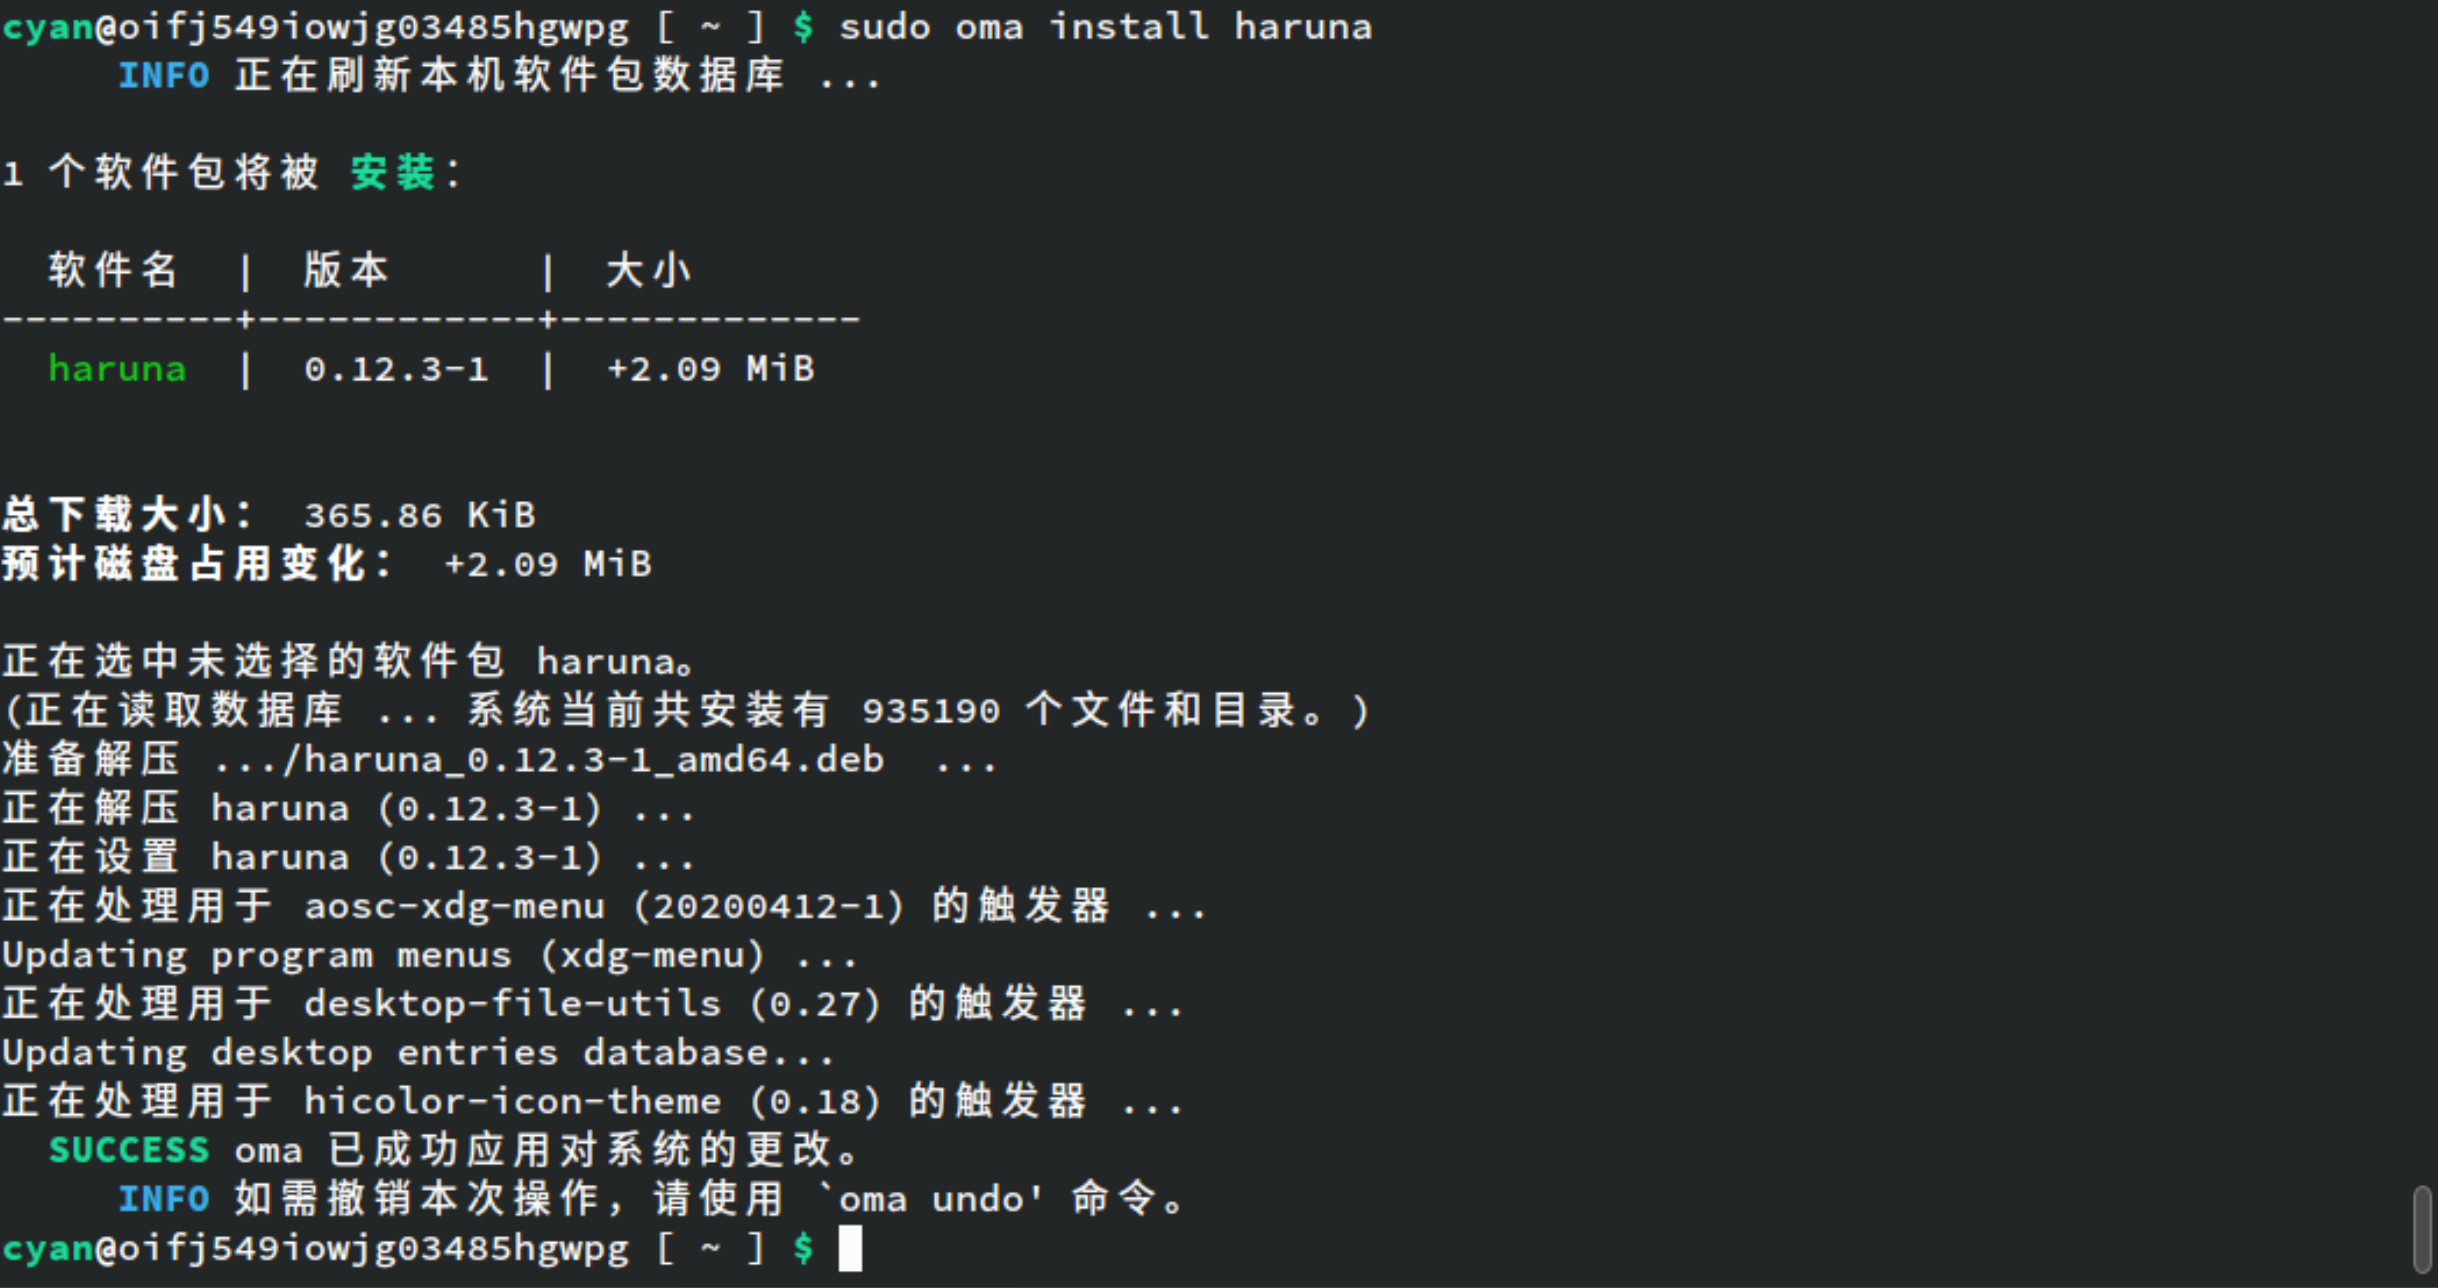 cyan@oifj549iowjg03485hgwpg [ ~ ] $ sudo oma install haruna
INFO 正在刷新本机软件包数据库 ...
1 个软件包将被 安装：
软件名 | 版本 | 大小
----------+------------+-------------
haruna | 0.12.3-1 | +2.09 MiB
总下载大小： 365.86 KiB
预计磁盘占用变化： +2.09 MiB
正在选中未选择的软件包 haruna。
(正在读取数据库 ... 系统当前共安装有 935190 个文件和目录。)
准备解压 .../haruna_0.12.3-1_amd64.deb ...
正在解压 haruna (0.12.3-1) ...
正在设置 haruna (0.12.3-1) ...
正在处理用于 aosc-xdg-menu (20200412-1) 的触发器 ...
Updating program menus (xdg-menu) ...
正在处理用于 desktop-file-utils (0.27) 的触发器 ...
Updating desktop entries database...
正在处理用于 hicolor-icon-theme (0.18) 的触发器 ...
SUCCESS oma 已成功应用对系统的更改。
INFO 如需撤销本次操作，请使用 `oma undo' 命令。
cyan@oifj549iowjg03485hgwpg [ ~ ] $